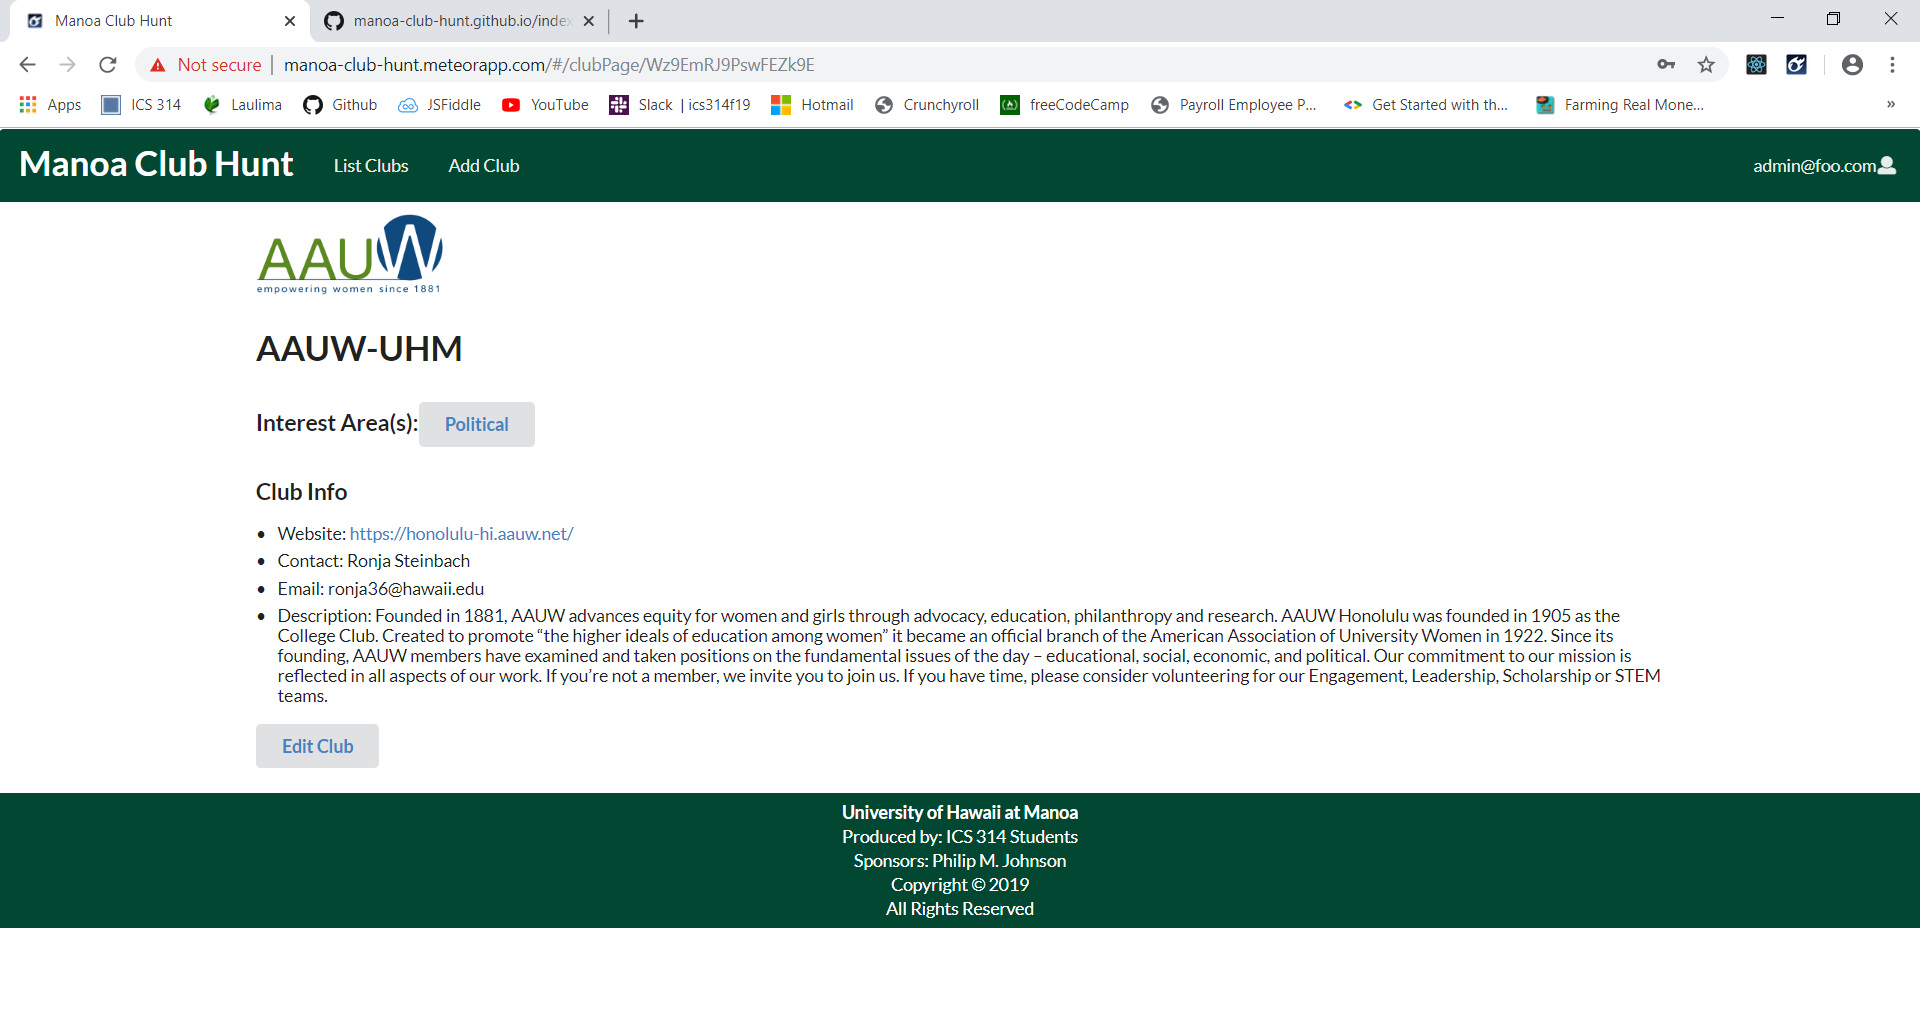 Manoa Club Hunt
manoa-club-hunt.github.io/index
Not secure | manoa-club-hunt.meteorapp.com/#/clubPage/Wz9EmRJ9PswFEZk9E
Apps ICS 314 Laulima Github JSFiddle YouTube Slack | ics314f19 Hotmail Crunchyroll freeCodeCamp Payroll Employee P... Get Started with th... Farming Real Mone... »
Manoa Club Hunt List Clubs Add Club admin@foo.com
AAUW
empowering women since 1881
AAUW-UHM
Interest Area(s): Political
Club Info
• Website: https://honolulu-hi.aauw.net/
• Contact: Ronja Steinbach
• Email: ronja36@hawaii.edu
• Description: Founded in 1881, AAUW advances equity for women and girls through advocacy, education, philanthropy and research. AAUW Honolulu was founded in 1905 as the
College Club. Created to promote “the higher ideals of education among women” it became an official branch of the American Association of University Women in 1922. Since its
founding, AAUW members have examined and taken positions on the fundamental issues of the day – educational, social, economic, and political. Our commitment to our mission is
reflected in all aspects of our work. If you’re not a member, we invite you to join us. If you have time, please consider volunteering for our Engagement, Leadership, Scholarship or STEM
teams.
Edit Club
University of Hawaii at Manoa
Produced by: ICS 314 Students
Sponsors: Philip M. Johnson
Copyright © 2019
All Rights Reserved